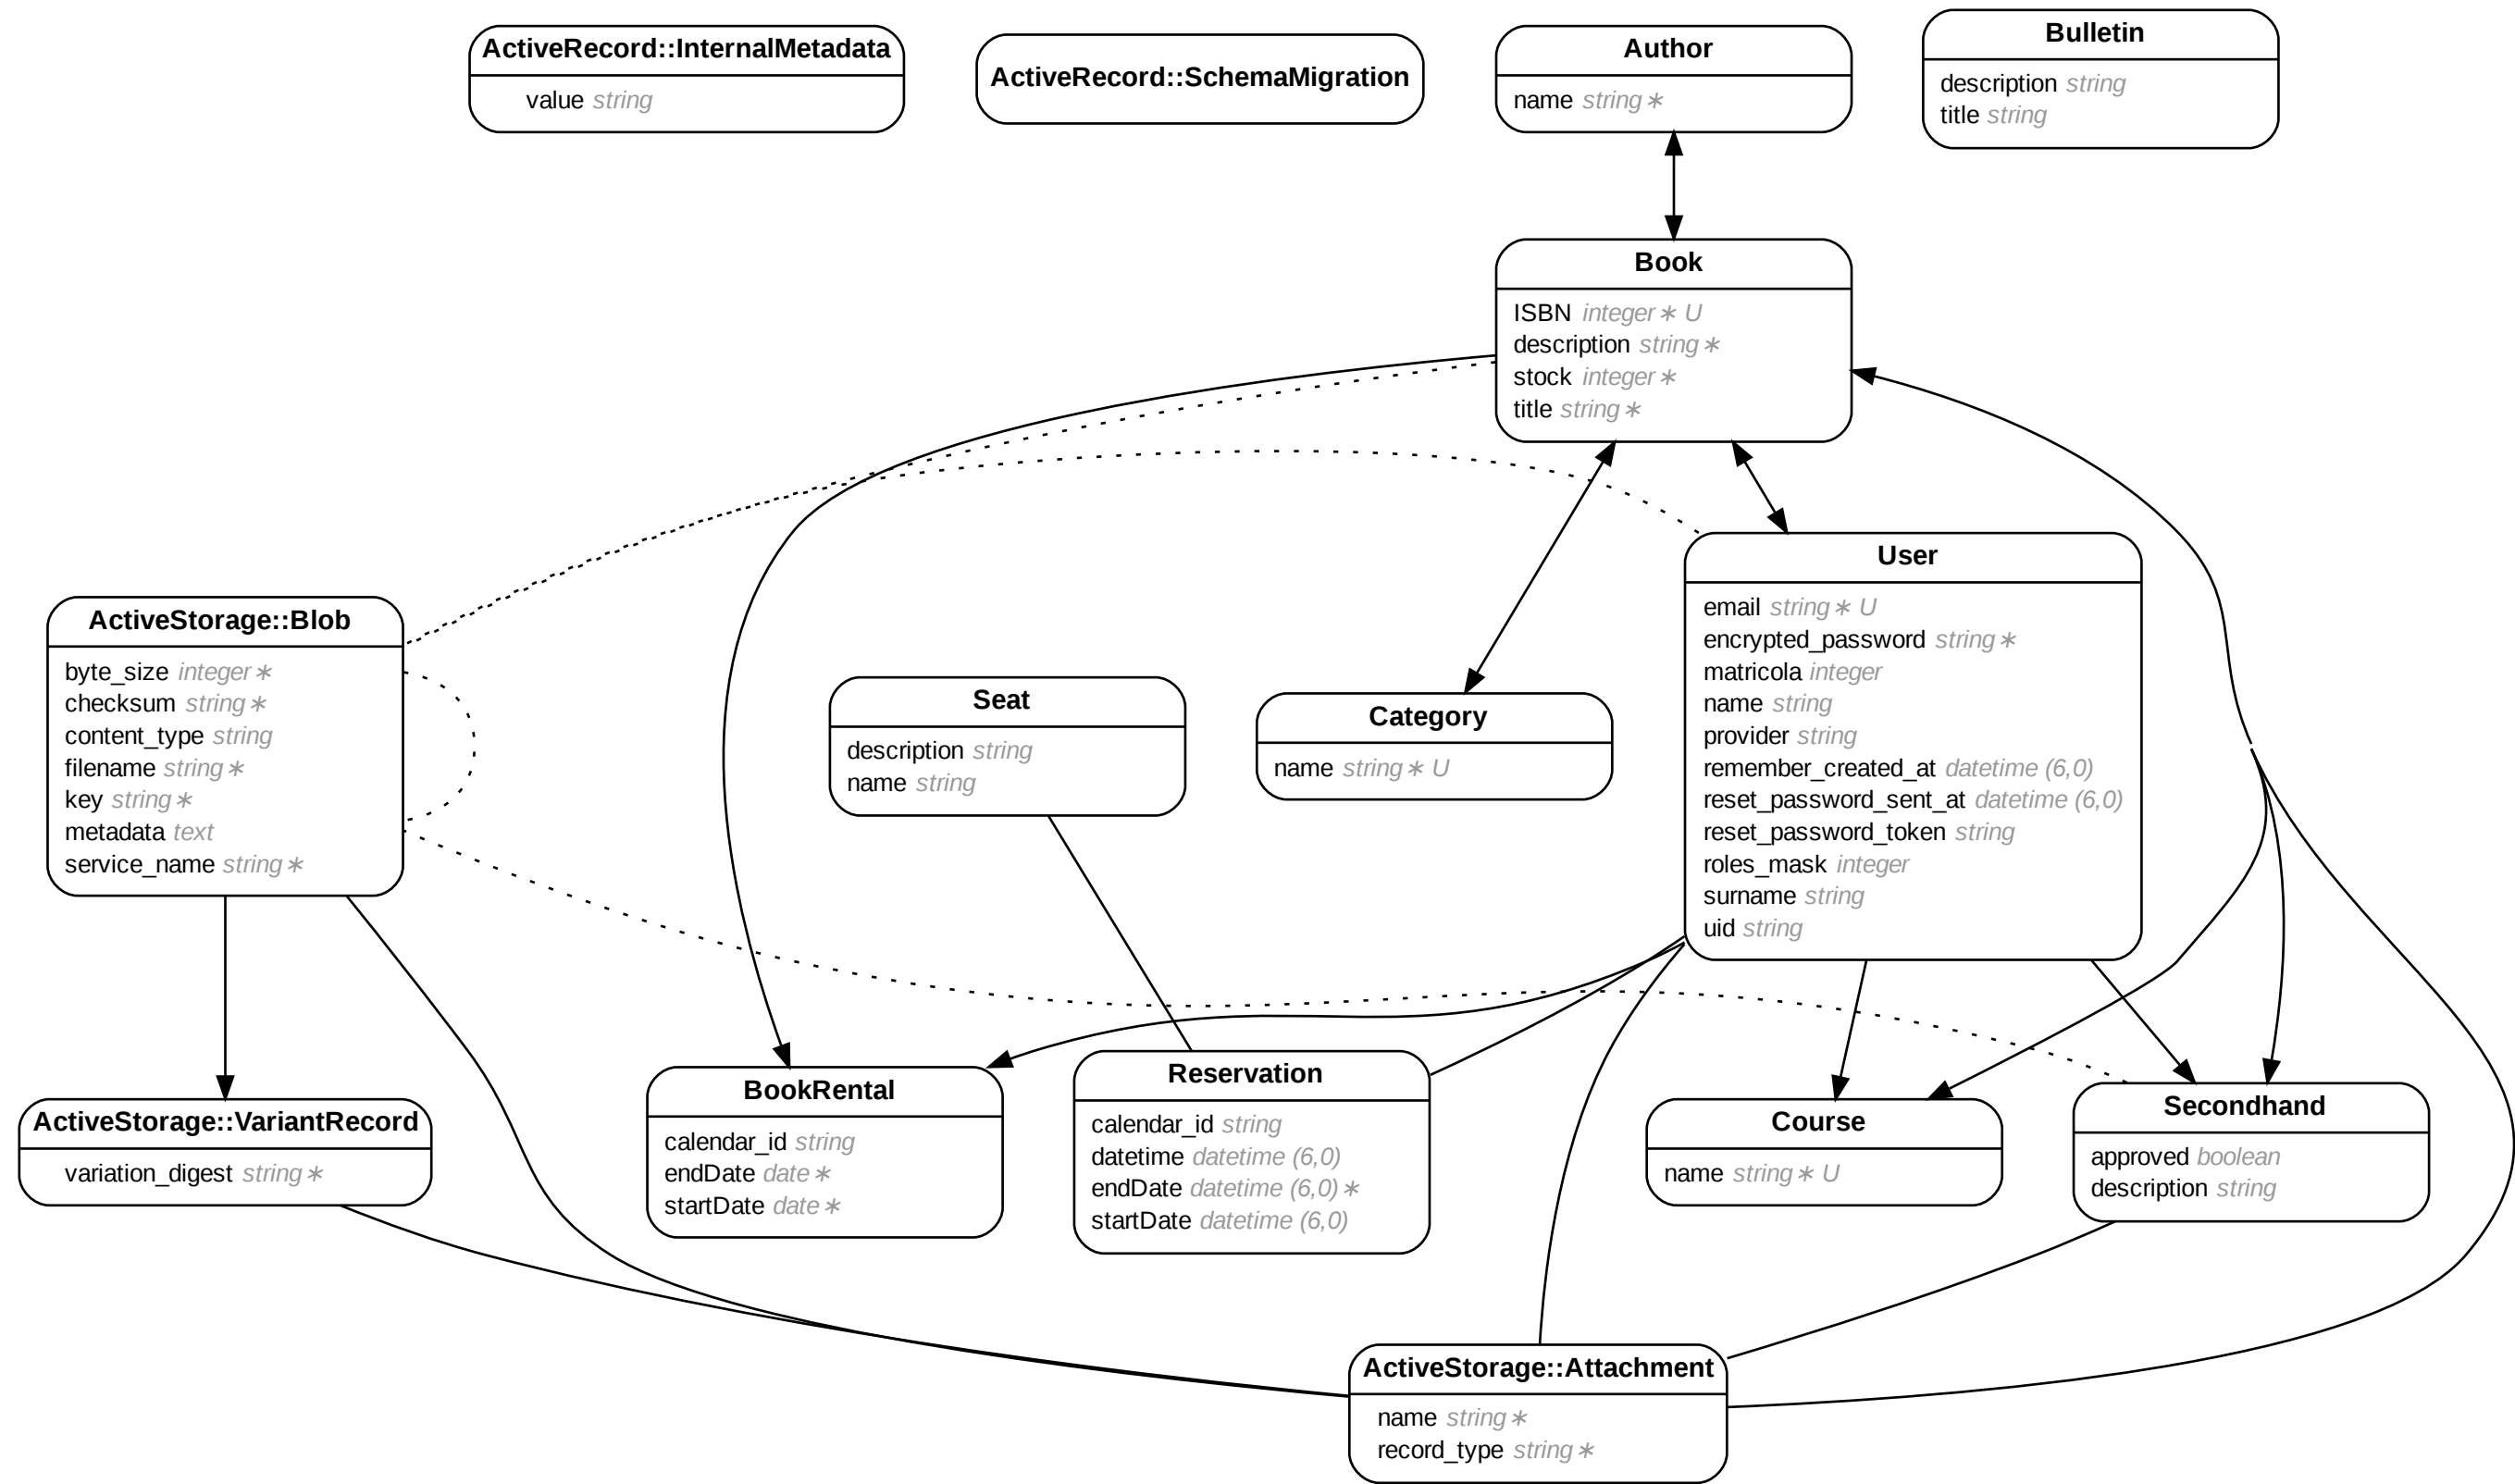 ActiveRecord::InternalMetadata
value string
ActiveRecord::SchemaMigration
Author
name string ∗
Bulletin
description string
title string
Book
ISBN integer ∗ U
description string ∗
stock integer ∗
title string ∗
User
email string ∗ U
encrypted_password string ∗
matricola integer
name string
provider string
remember_created_at datetime (6,0)
reset_password_sent_at datetime (6,0)
reset_password_token string
roles_mask integer
surname string
uid string
ActiveStorage::Blob
byte_size integer ∗
checksum string ∗
content_type string
filename string ∗
key string ∗
metadata text
service_name string ∗
Seat
description string
name string
Category
name string ∗ U
ActiveStorage::VariantRecord
variation_digest string ∗
BookRental
calendar_id string
endDate date ∗
startDate date ∗
Reservation
calendar_id string
datetime datetime (6,0)
endDate datetime (6,0) ∗
startDate datetime (6,0)
Course
name string ∗ U
Secondhand
approved boolean
description string
ActiveStorage::Attachment
name string ∗
record_type string ∗